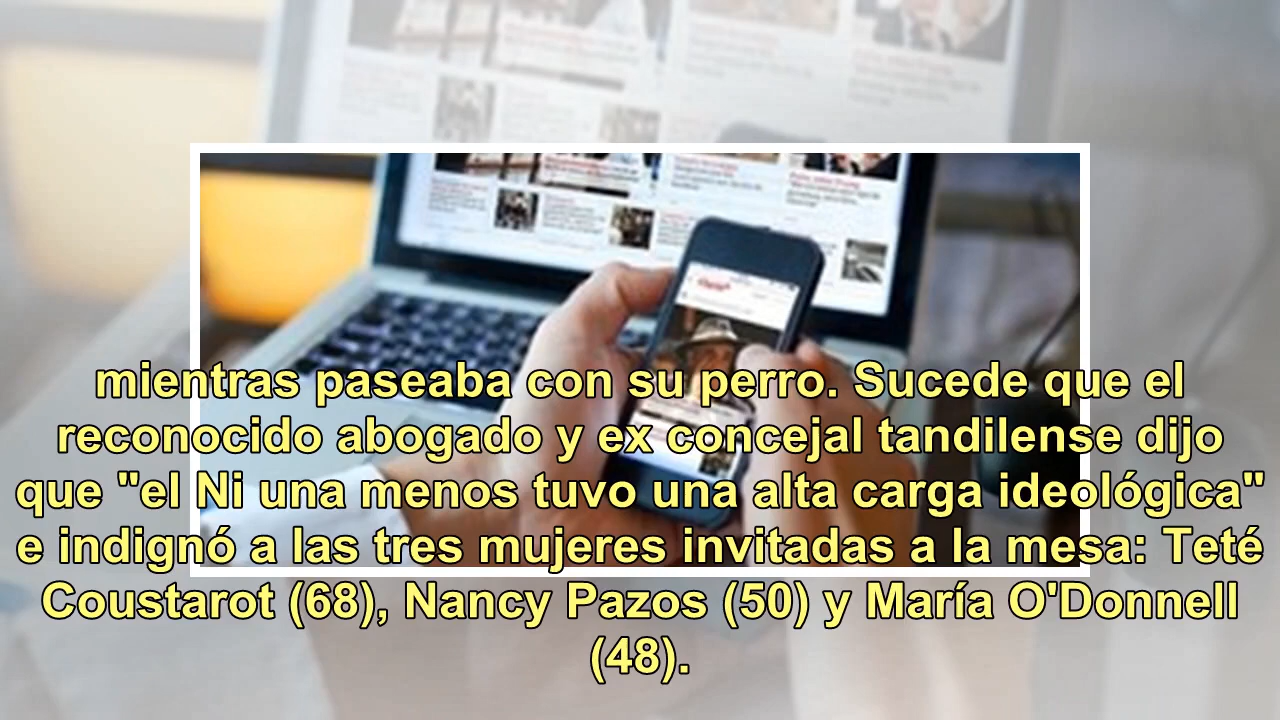 mientras paseaba con su perro. Sucede que el
reconocido abogado y ex concejal tandilense dijo
que "el Ni una menos tuvo una alta carga ideológica"
e indignó a las tres mujeres invitadas a la mesa: Teté
Coustarot (68), Nancy Pazos (50) y María O'Donnell
(48).